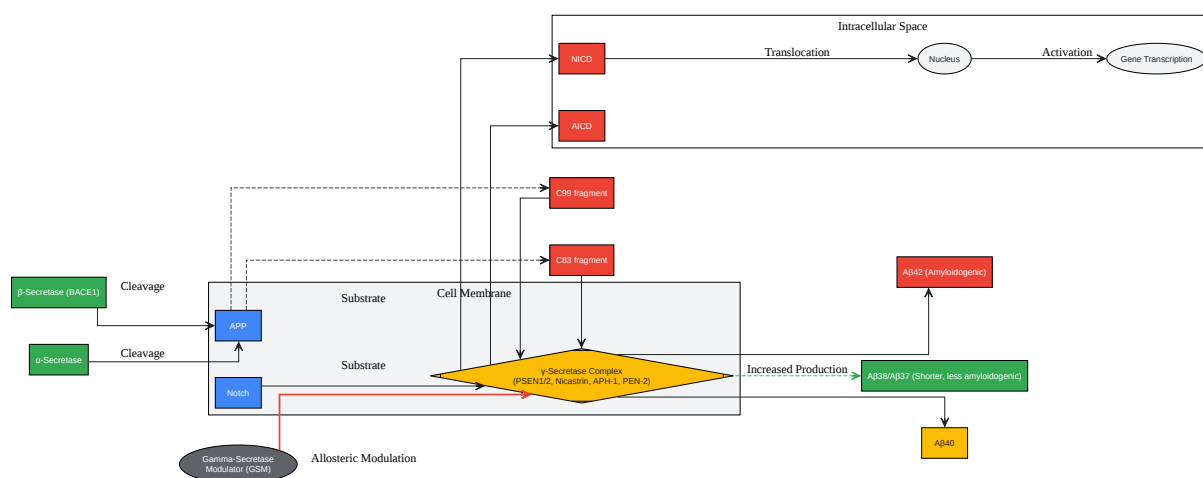 Intracellular Space
NICD
Translocation
Nucleus
Activation
Gene Transcription
AICD
C99 fragment
C83 fragment
β-Secretase (BACE1)
Cleavage
Substrate
Cell Membrane
Aβ42 (Amyloidogenic)
APP
α-Secretase
Cleavage
Substrate
γ-Secretase Complex
(PSEN1/2, Nicastrin, APH-1, PEN-2)
Increased Production
Aβ38/Aβ37 (Shorter, less amyloidogenic)
Notch
Aβ40
Gamma-Secretase
Modulator (GSM)
Allosteric Modulation